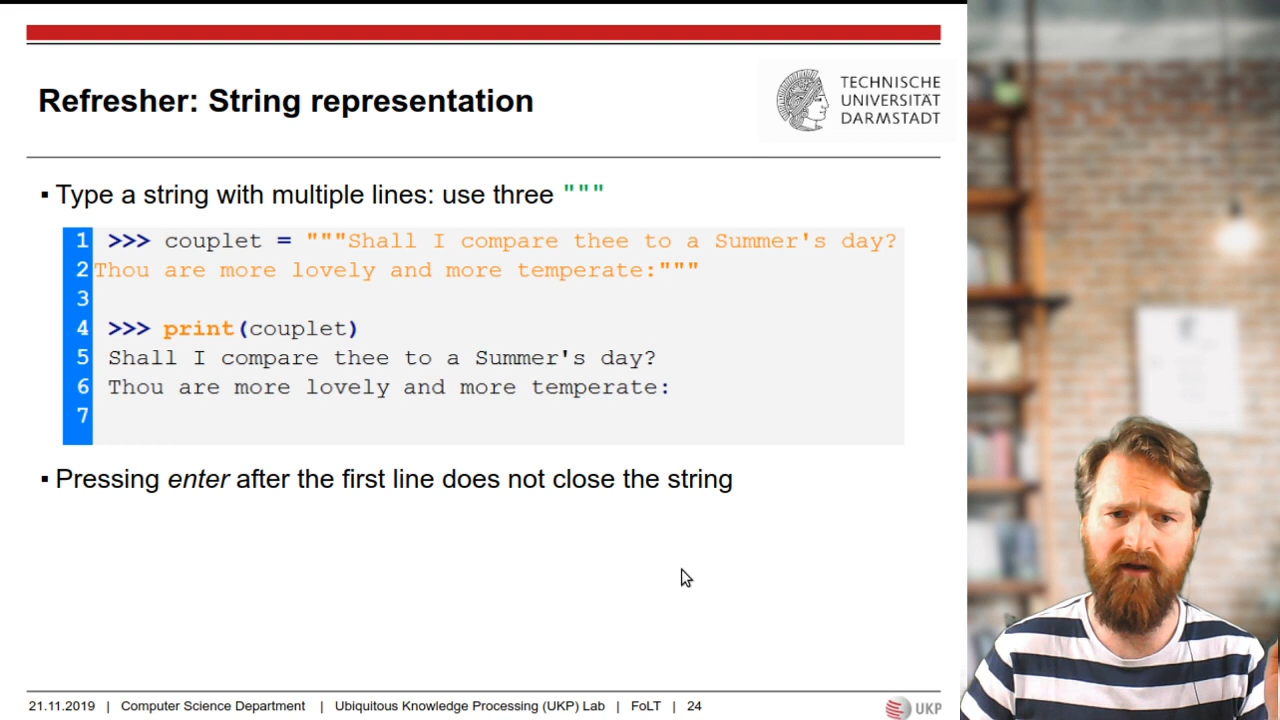 Refresher: String representation
TECHNISCHE
UNIVERSITÄT
DARMSTADT
▪ Type a string with multiple lines: use three """
1 >>> couplet = """Shall I compare thee to a Summer's day?
2 Thou are more lovely and more temperate:"""
3
4 >>> print(couplet)
5 Shall I compare thee to a Summer's day?
6 Thou are more lovely and more temperate:
7
▪ Pressing enter after the first line does not close the string
21.11.2019 | Computer Science Department | Ubiquitous Knowledge Processing (UKP) Lab | FoLT | 24
UKP